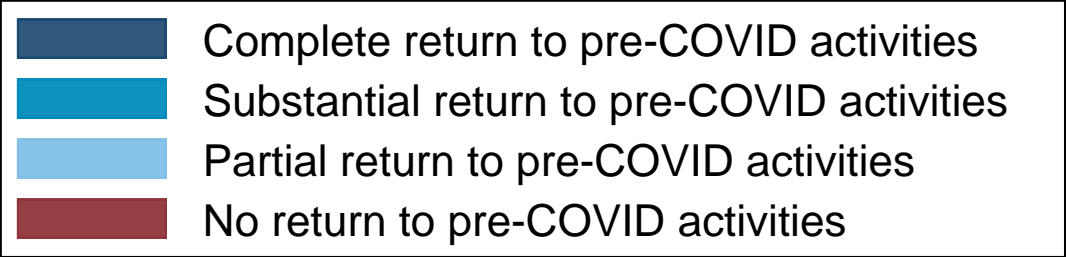 Complete return to pre-COVID activities
Substantial return to pre-COVID activities
Partial return to pre-COVID activities
No return to pre-COVID activities